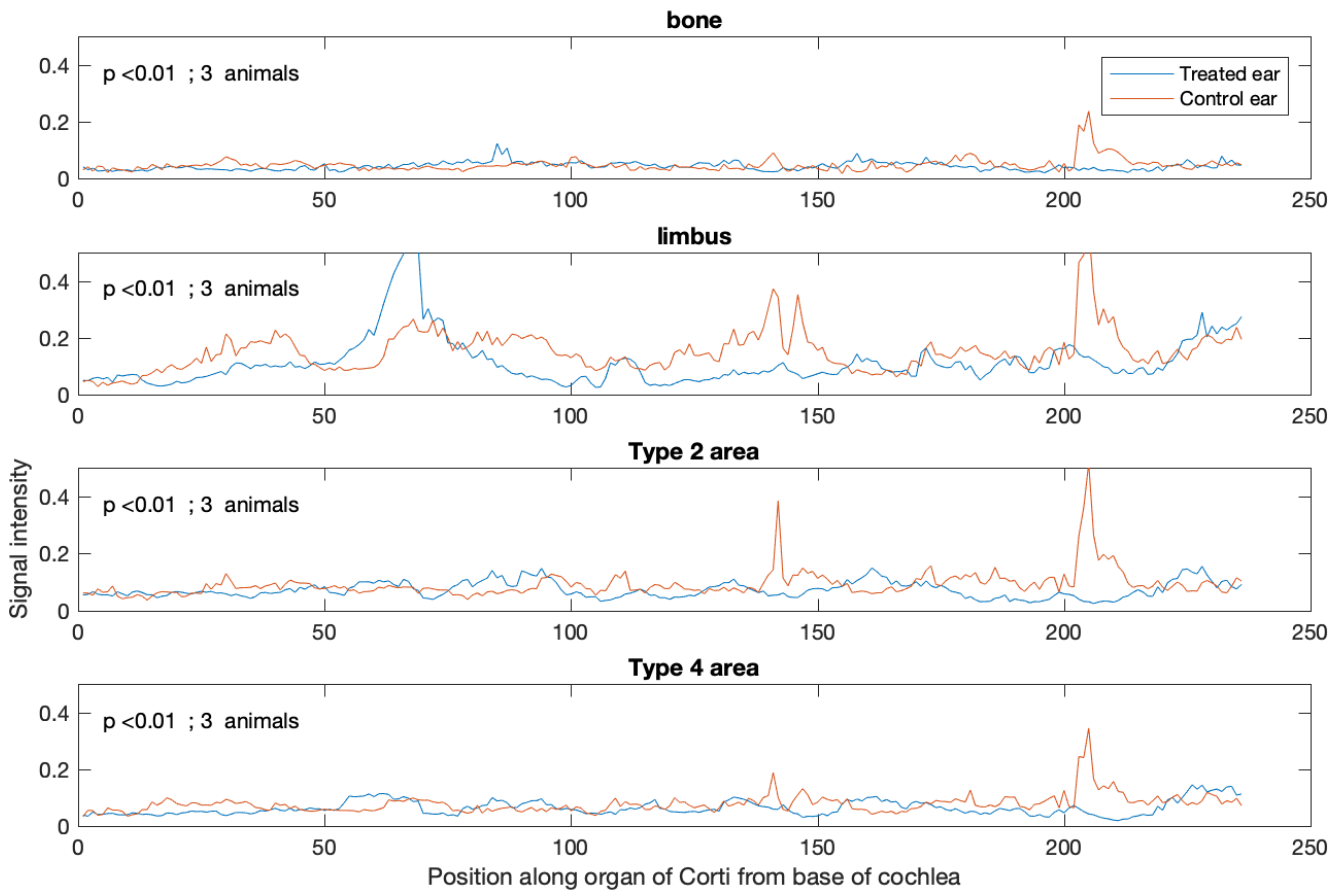 bone
0.4
0.2
0
p <0.01 ; 3 animals
Treated ear
Control ear
0 50 100 150 200 250
limbus
0.4
0.2
0
p <0.01 ; 3 animals
0 50 100 150 200 250
Type 2 area
0.4
0.2
0
p <0.01 ; 3 animals
0 50 100 150 200 250
Signal intensity
Type 4 area
0.4
0.2
0
p <0.01 ; 3 animals
0 50 100 150 200 250
Position along organ of Corti from base of cochlea